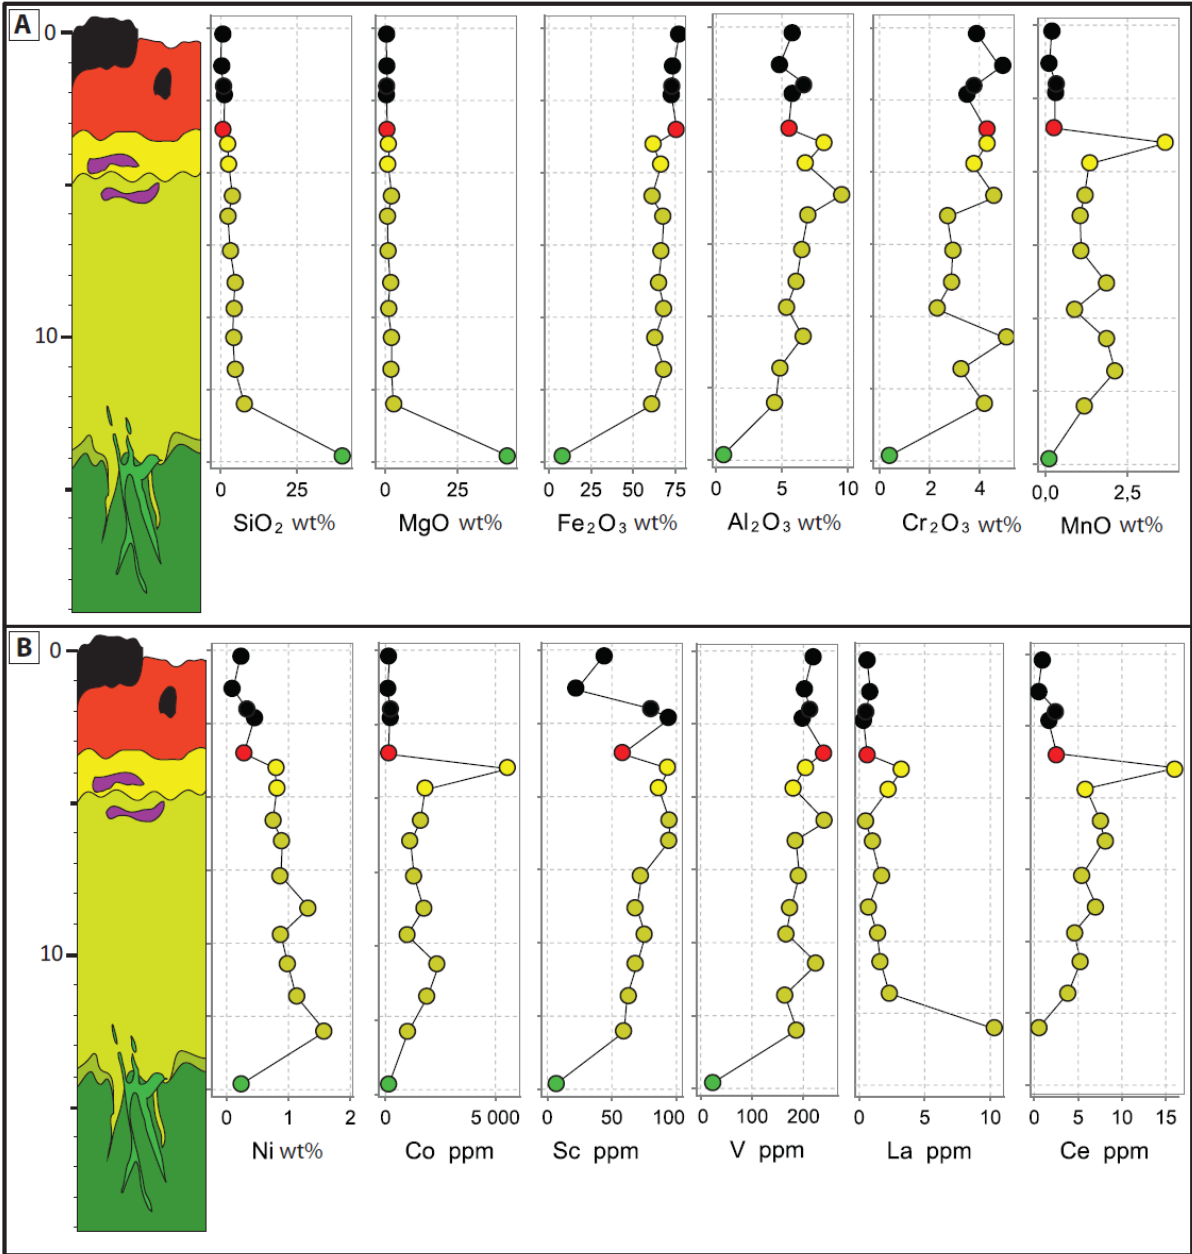 A
0
10
0 25
0 25
0 25 50 75
0 5 10
0 2 4
0,0 2,5
SiO₂ wt%
MgO wt%
Fe₂O₃ wt%
Al₂O₃ wt%
Cr₂O₃ wt%
MnO wt%
B
0
10
0 1 2
0 5 000
0 50 100
0 100 200
0 5 10
0 5 10 15
Ni wt%
Co ppm
Sc ppm
V ppm
La ppm
Ce ppm